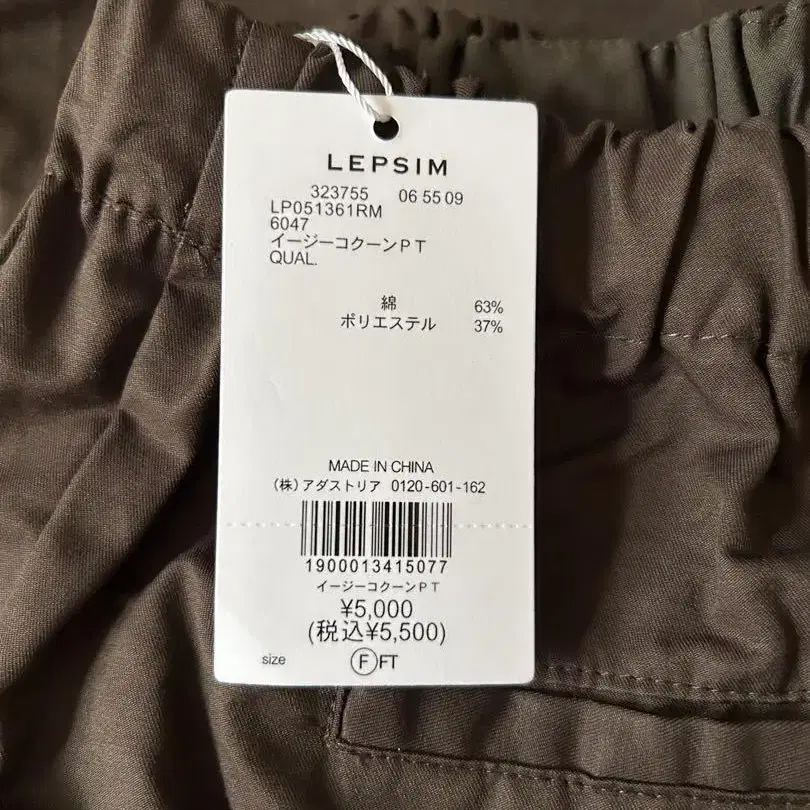 LEPSIM
323755 06 55 09
LP051361RM
6047
イージーコクーンPT
QUAL.
綿 63%
ポリエステル 37%
MADE IN CHINA
(株)アダストリア 0120-601-162
1900013415077
イージーコクーンPT
¥5,000
(税込¥5,500)
size Ⓕ FT